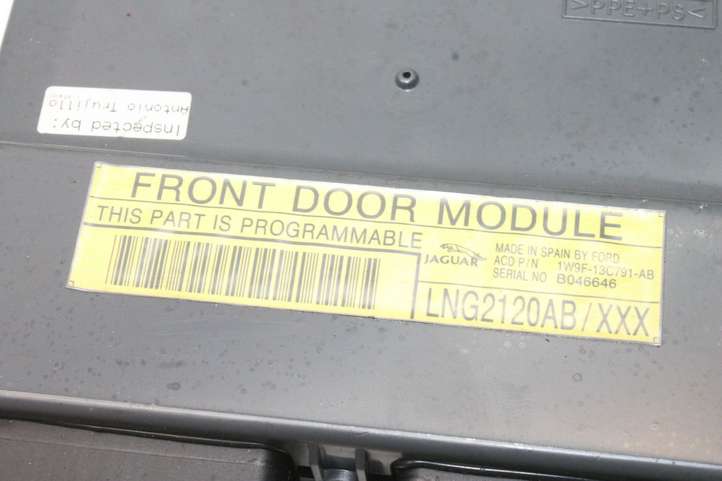 >PPE+PS<
Inspected by:
Antonio Trujillo
FRONT DOOR MODULE
THIS PART IS PROGRAMMABLE
JAGUAR
MADE IN SPAIN BY FORD
ACO P/N 1W9F-13C791-AB
SERIAL NO B046646
LNG2120AB/XXX